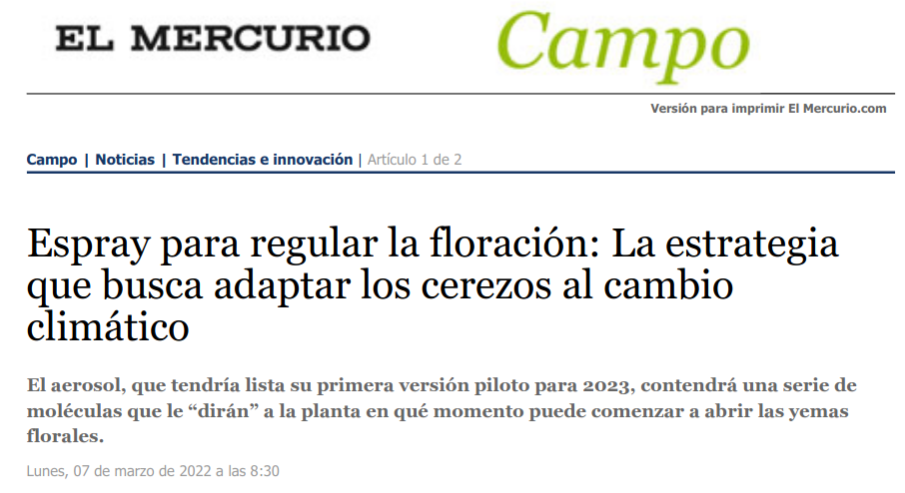 EL MERCURIO
Campo
Versión para imprimir El Mercurio.com
Campo | Noticias | Tendencias e innovación | Artículo 1 de 2
Espray para regular la floración: La estrategia
que busca adaptar los cerezos al cambio
climático
El aerosol, que tendría lista su primera versión piloto para 2023, contendrá una serie de
moléculas que le “dirán” a la planta en qué momento puede comenzar a abrir las yemas
florales.
Lunes, 07 de marzo de 2022 a las 8:30